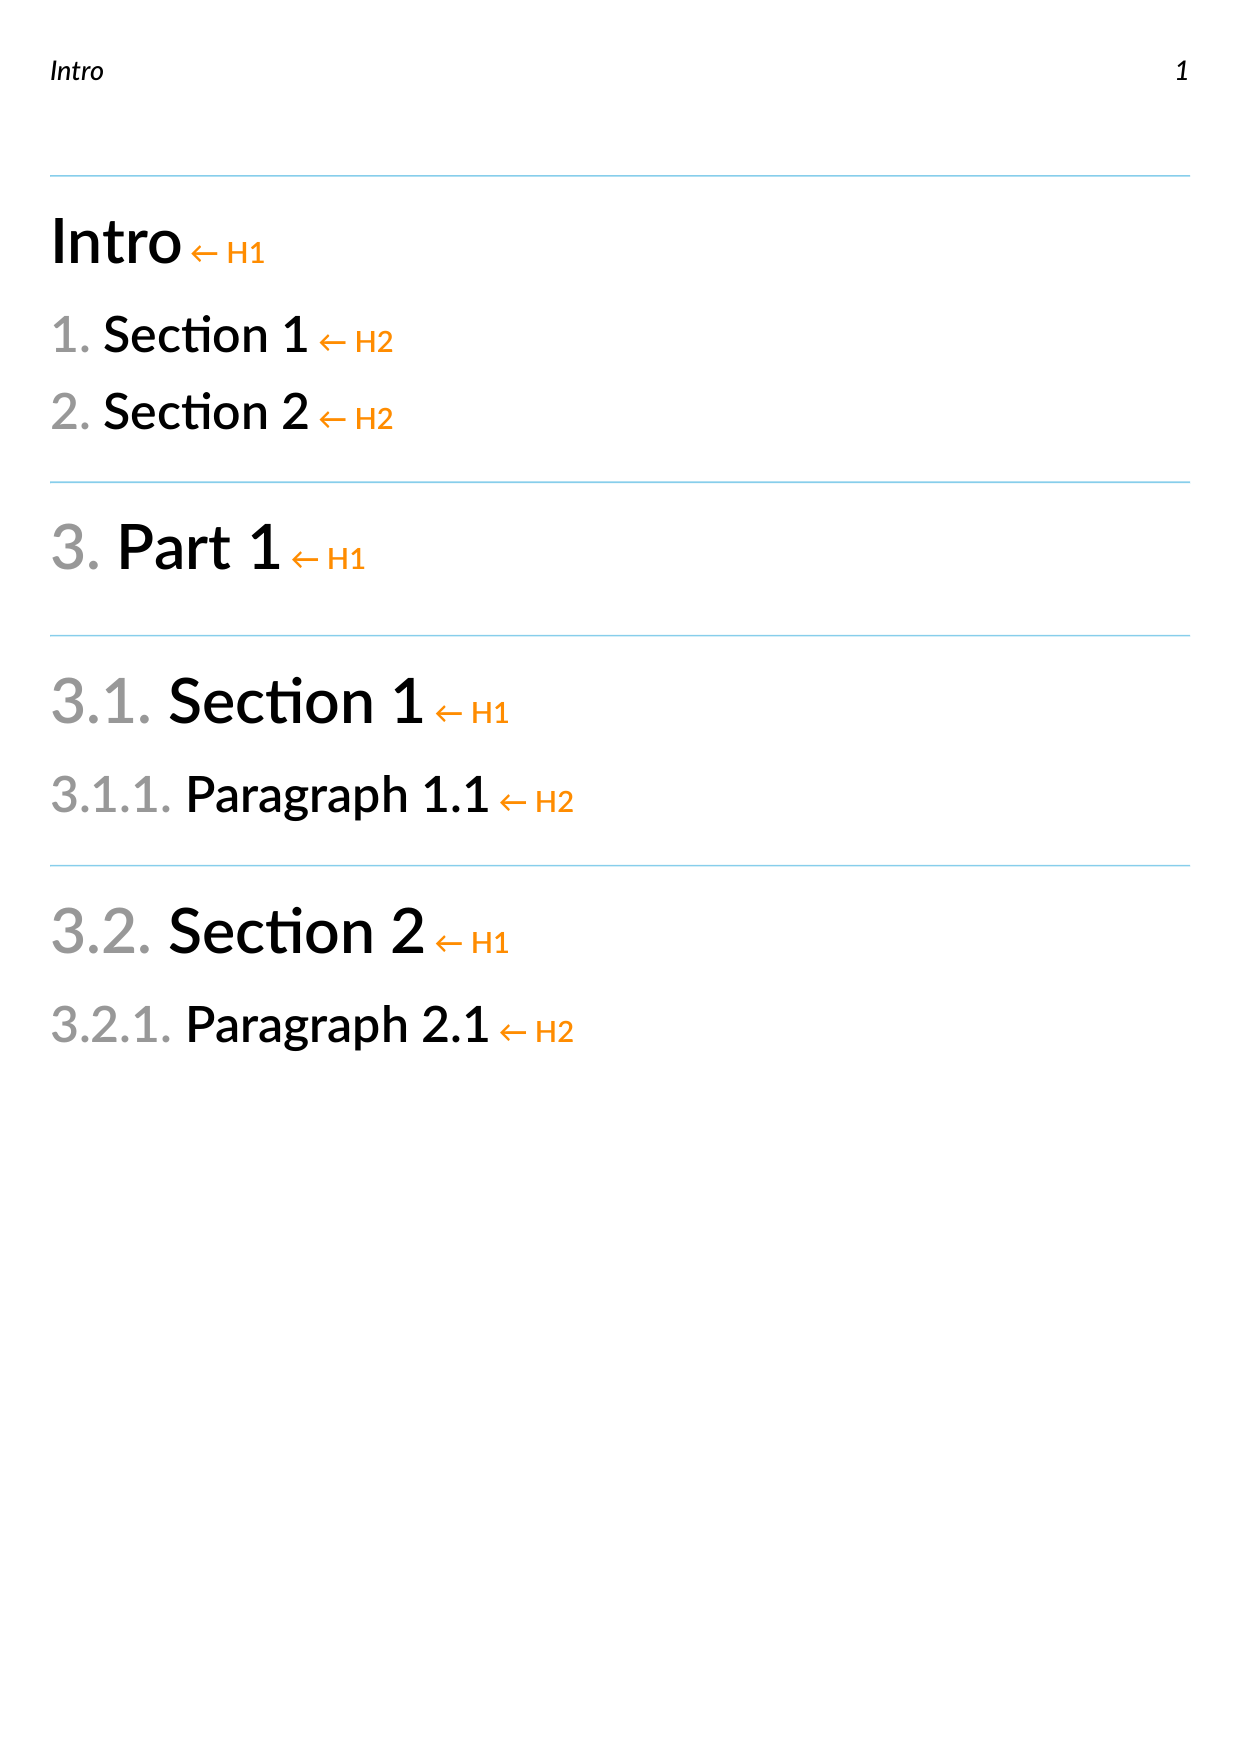 Intro 1
Intro ← H1
1. Section 1 ← H2
2. Section 2 ← H2
3. Part 1 ← H1
3.1. Section 1 ← H1
3.1.1. Paragraph 1.1 ← H2
3.2. Section 2 ← H1
3.2.1. Paragraph 2.1 ← H2